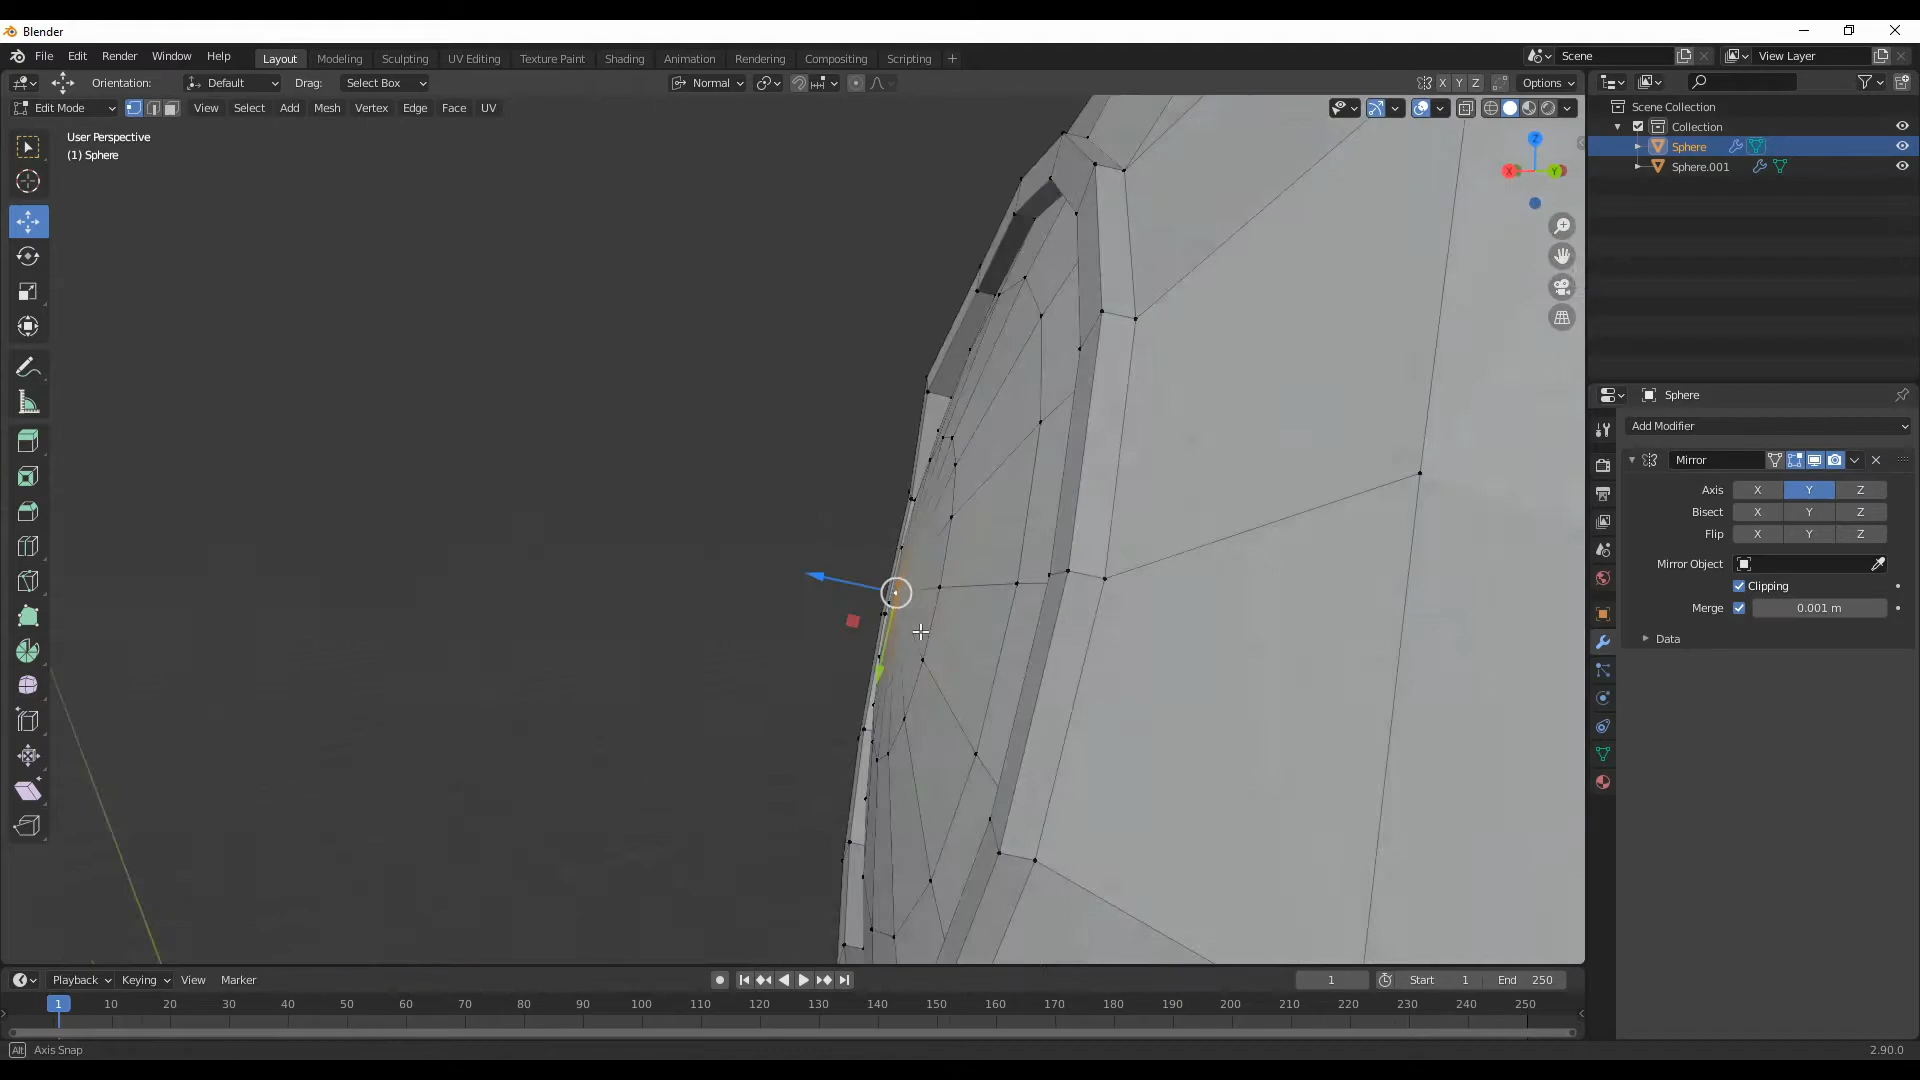 Blender
File Edit Render Window Help Layout Modeling Sculpting UV Editing Texture Paint Shading Animation Rendering Compositing Scripting + Scene View Layer
Orientation: Default Drag: Select Box Normal X Y Z Options
Edit Mode View Select Add Mesh Vertex Edge Face UV
User Perspective
(1) Sphere
Z
X Y
Scene Collection
Collection
Sphere
Sphere.001
Sphere
Add Modifier
Mirror
Axis X Y Z
Bisect X Y Z
Flip X Y Z
Mirror Object
Clipping
Merge 0.001 m
Data
Playback Keying View Marker 1 Start 1 End 250
1 10 20 30 40 50 60 70 80 90 100 110 120 130 140 150 160 170 180 190 200 210 220 230 240 250
Alt Axis Snap 2.90.0